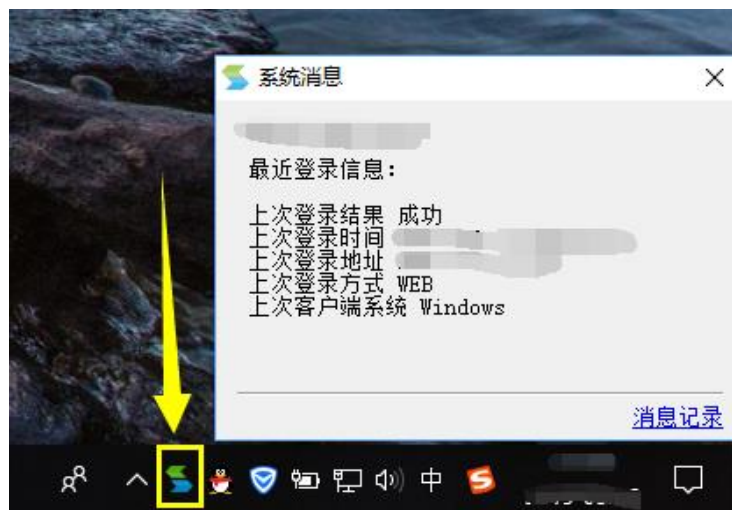 系统消息
最近登录信息：
上次登录结果 成功
上次登录时间
上次登录地址
上次登录方式 WEB
上次客户端系统 Windows
消息记录
中